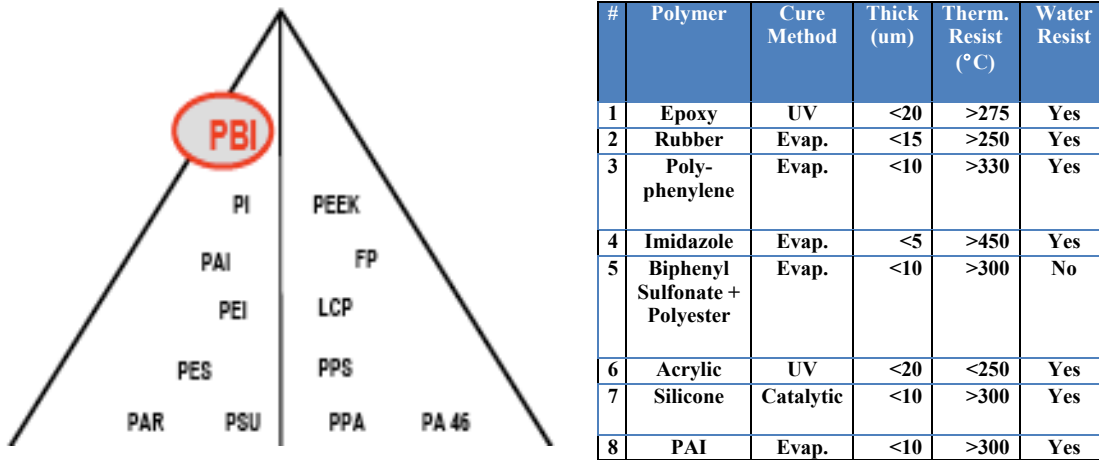 PBI
PI PEEK
PAI FP
PEI LCP
PES PPS
PAR PSU PPA PA 46
# Polymer Cure Method Thick (um) Therm. Resist (°C) Water Resist
1 Epoxy UV <20 >275 Yes
2 Rubber Evap. <15 >250 Yes
3 Poly-phenylene Evap. <10 >330 Yes
4 Imidazole Evap. <5 >450 Yes
5 Biphenyl Sulfonate + Polyester Evap. <10 >300 No
6 Acrylic UV <20 <250 Yes
7 Silicone Catalytic <10 >300 Yes
8 PAI Evap. <10 >300 Yes